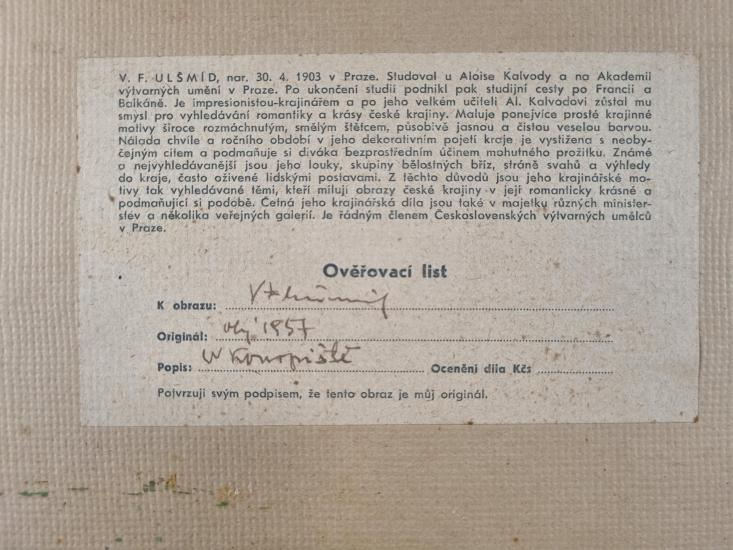 V. F. ULŠMÍD, nar. 30. 4. 1903 v Praze. Studoval u Aloise Kalvody a na Akademii
výtvarných umění v Praze. Po ukončení studií podnikl pak studijní cesty po Francii a
Balkáně. Je impresionistou-krajinářem a po jeho velkém učiteli Al. Kalvodovi zůstal mu
smysl pro vyhledávání romantiky a krásy české krajiny. Maluje ponejvíce prosté krajinné
motivy široce rozmáchnutým, smělým štětcem, působivě jasnou a čistou veselou barvou.
Nálada chvíle a ročního období v jeho dekorativním pojetí kraje je vystižena s neoby-
čejným citem a podmaňuje si diváka bezprostředním účinem mohutného prožitku. Známé
a nejvyhledávanější jsou jeho louky, skupiny bělostných bříz, stráně svahů a výhledy
do kraje, často oživené lidskými postavami. Z těchto důvodů jsou jeho krajinářské mo-
tivy tak vyhledávané těmi, kteří milují obrazy české krajiny v její romanticky krásné a
podmaňující si podobě. Četná jeho krajinářská díla jsou také v majetku různých minister-
stev a několika veřejných galerií. Je řádným členem Československých výtvarných umělců
v Praze.
Ověřovací list
K obrazu:
Originál: olej 1957
Popis: W Konopiště Ocenění díla Kčs
Potvrzuji svým podpisem, že tento obraz je můj originál.